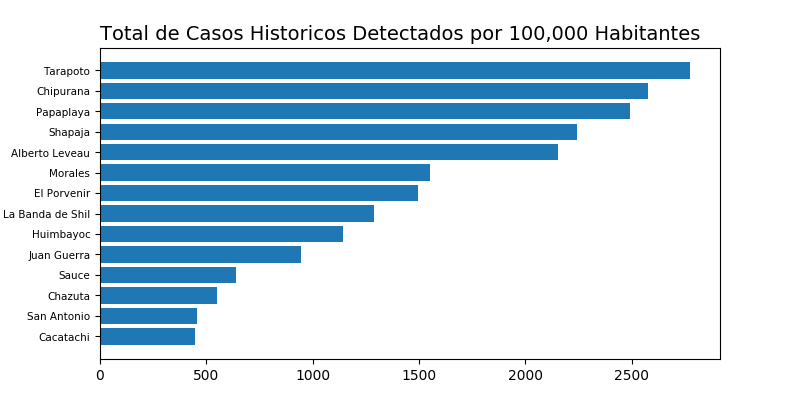 Total de Casos Historicos Detectados por 100,000 Habitantes
Tarapoto
Chipurana
Papaplaya
Shapaja
Alberto Leveau
Morales
El Porvenir
La Banda de Shil
Huimbayoc
Juan Guerra
Sauce
Chazuta
San Antonio
Cacatachi
0 500 1000 1500 2000 2500